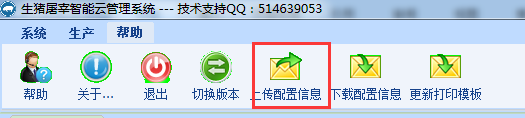 生猪屠宰智能云管理系统 --- 技术支持QQ：514639053
系统 生产 帮助
帮助 关于... 退出 切换版本 上传配置信息 下载配置信息 更新打印模板